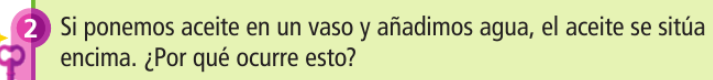 2 Si ponemos aceite en un vaso y añadimos agua, el aceite se sitúa
encima. ¿Por qué ocurre esto?